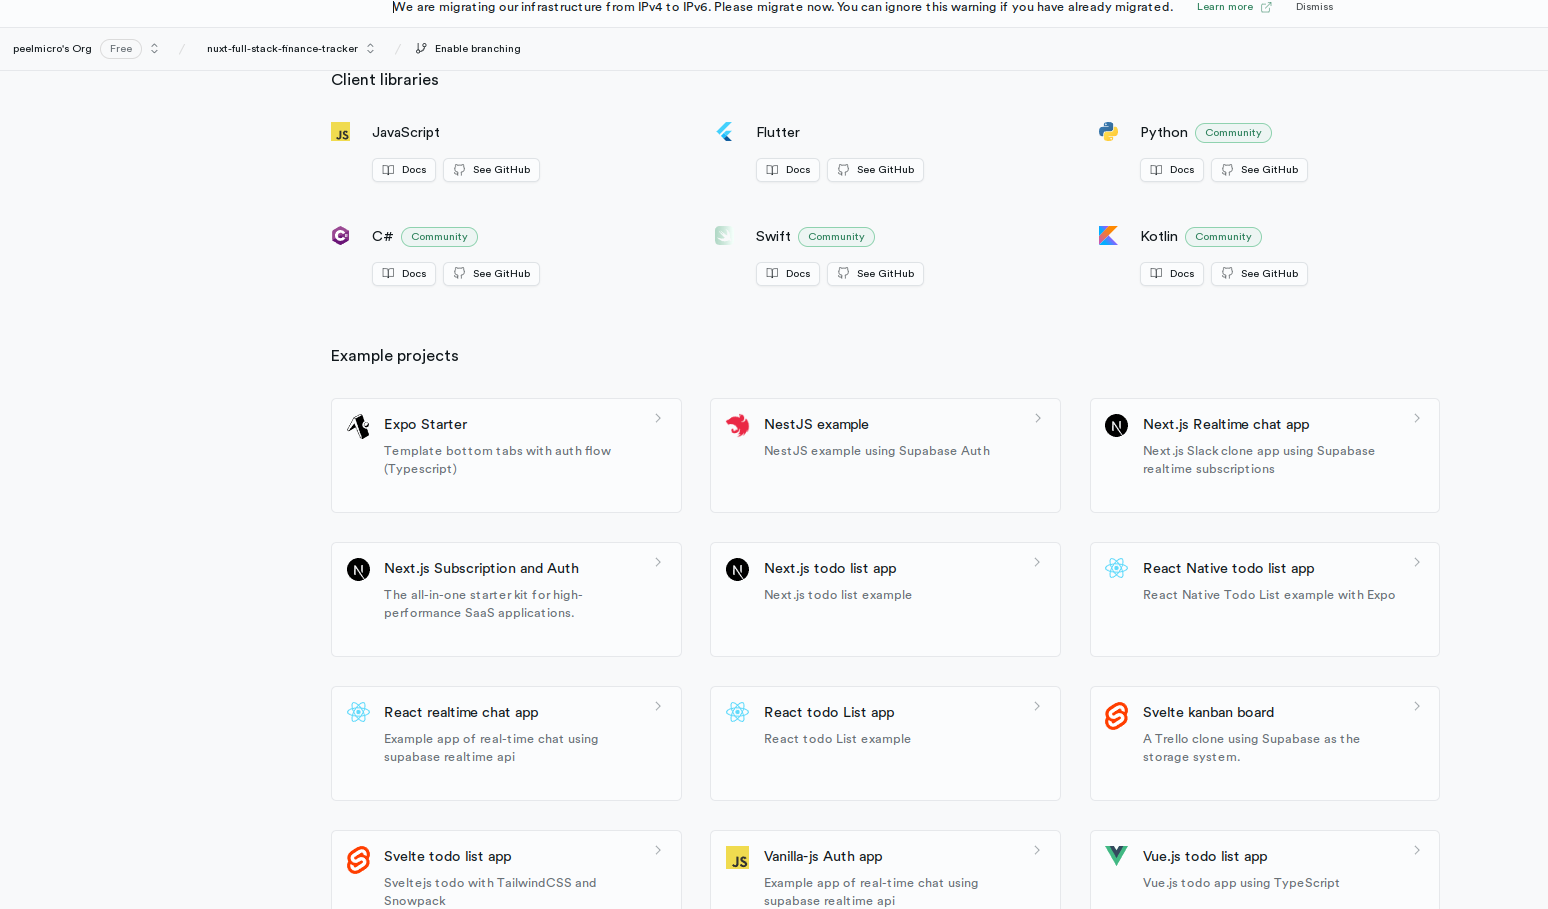 We are migrating our infrastructure from IPv4 to IPv6. Please migrate now. You can ignore this warning if you have already migrated. Learn more Dismiss
peelmicro's Org Free / nuxt-full-stack-finance-tracker / Enable branching
Client libraries
JS JavaScript Flutter Python Community
Docs See GitHub Docs See GitHub Docs See GitHub
C C# Community Swift Community Kotlin Community
Docs See GitHub Docs See GitHub Docs See GitHub
Example projects
Expo Starter
Template bottom tabs with auth flow
(Typescript)
NestJS example
NestJS example using Supabase Auth
N Next.js Realtime chat app
Next.js Slack clone app using Supabase
realtime subscriptions
N Next.js Subscription and Auth
The all-in-one starter kit for high-
performance SaaS applications.
N Next.js todo list app
Next.js todo list example
React Native todo list app
React Native Todo List example with Expo
React realtime chat app
Example app of real-time chat using
supabase realtime api
React todo List app
React todo List example
Svelte kanban board
A Trello clone using Supabase as the
storage system.
Svelte todo list app
Sveltejs todo with TailwindCSS and
Snowpack
JS Vanilla-js Auth app
Example app of real-time chat using
supabase realtime api
Vue.js todo list app
Vue.js todo app using TypeScript